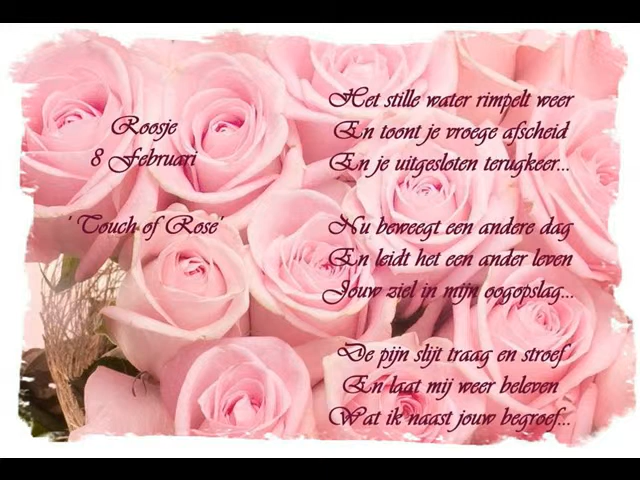 Roosje
8 Februari
' Touch of Rose'
Het stille water rimpelt weer
En toont je vroege afscheid
En je uitgesloten terugkeer...
Nu beweegt een andere dag
En leidt het een ander leven
Jouw ziel in mijn oogopslag...
De pijn slijt traag en stroef
En laat mij weer beleven
Wat ik naast jouw begroef...